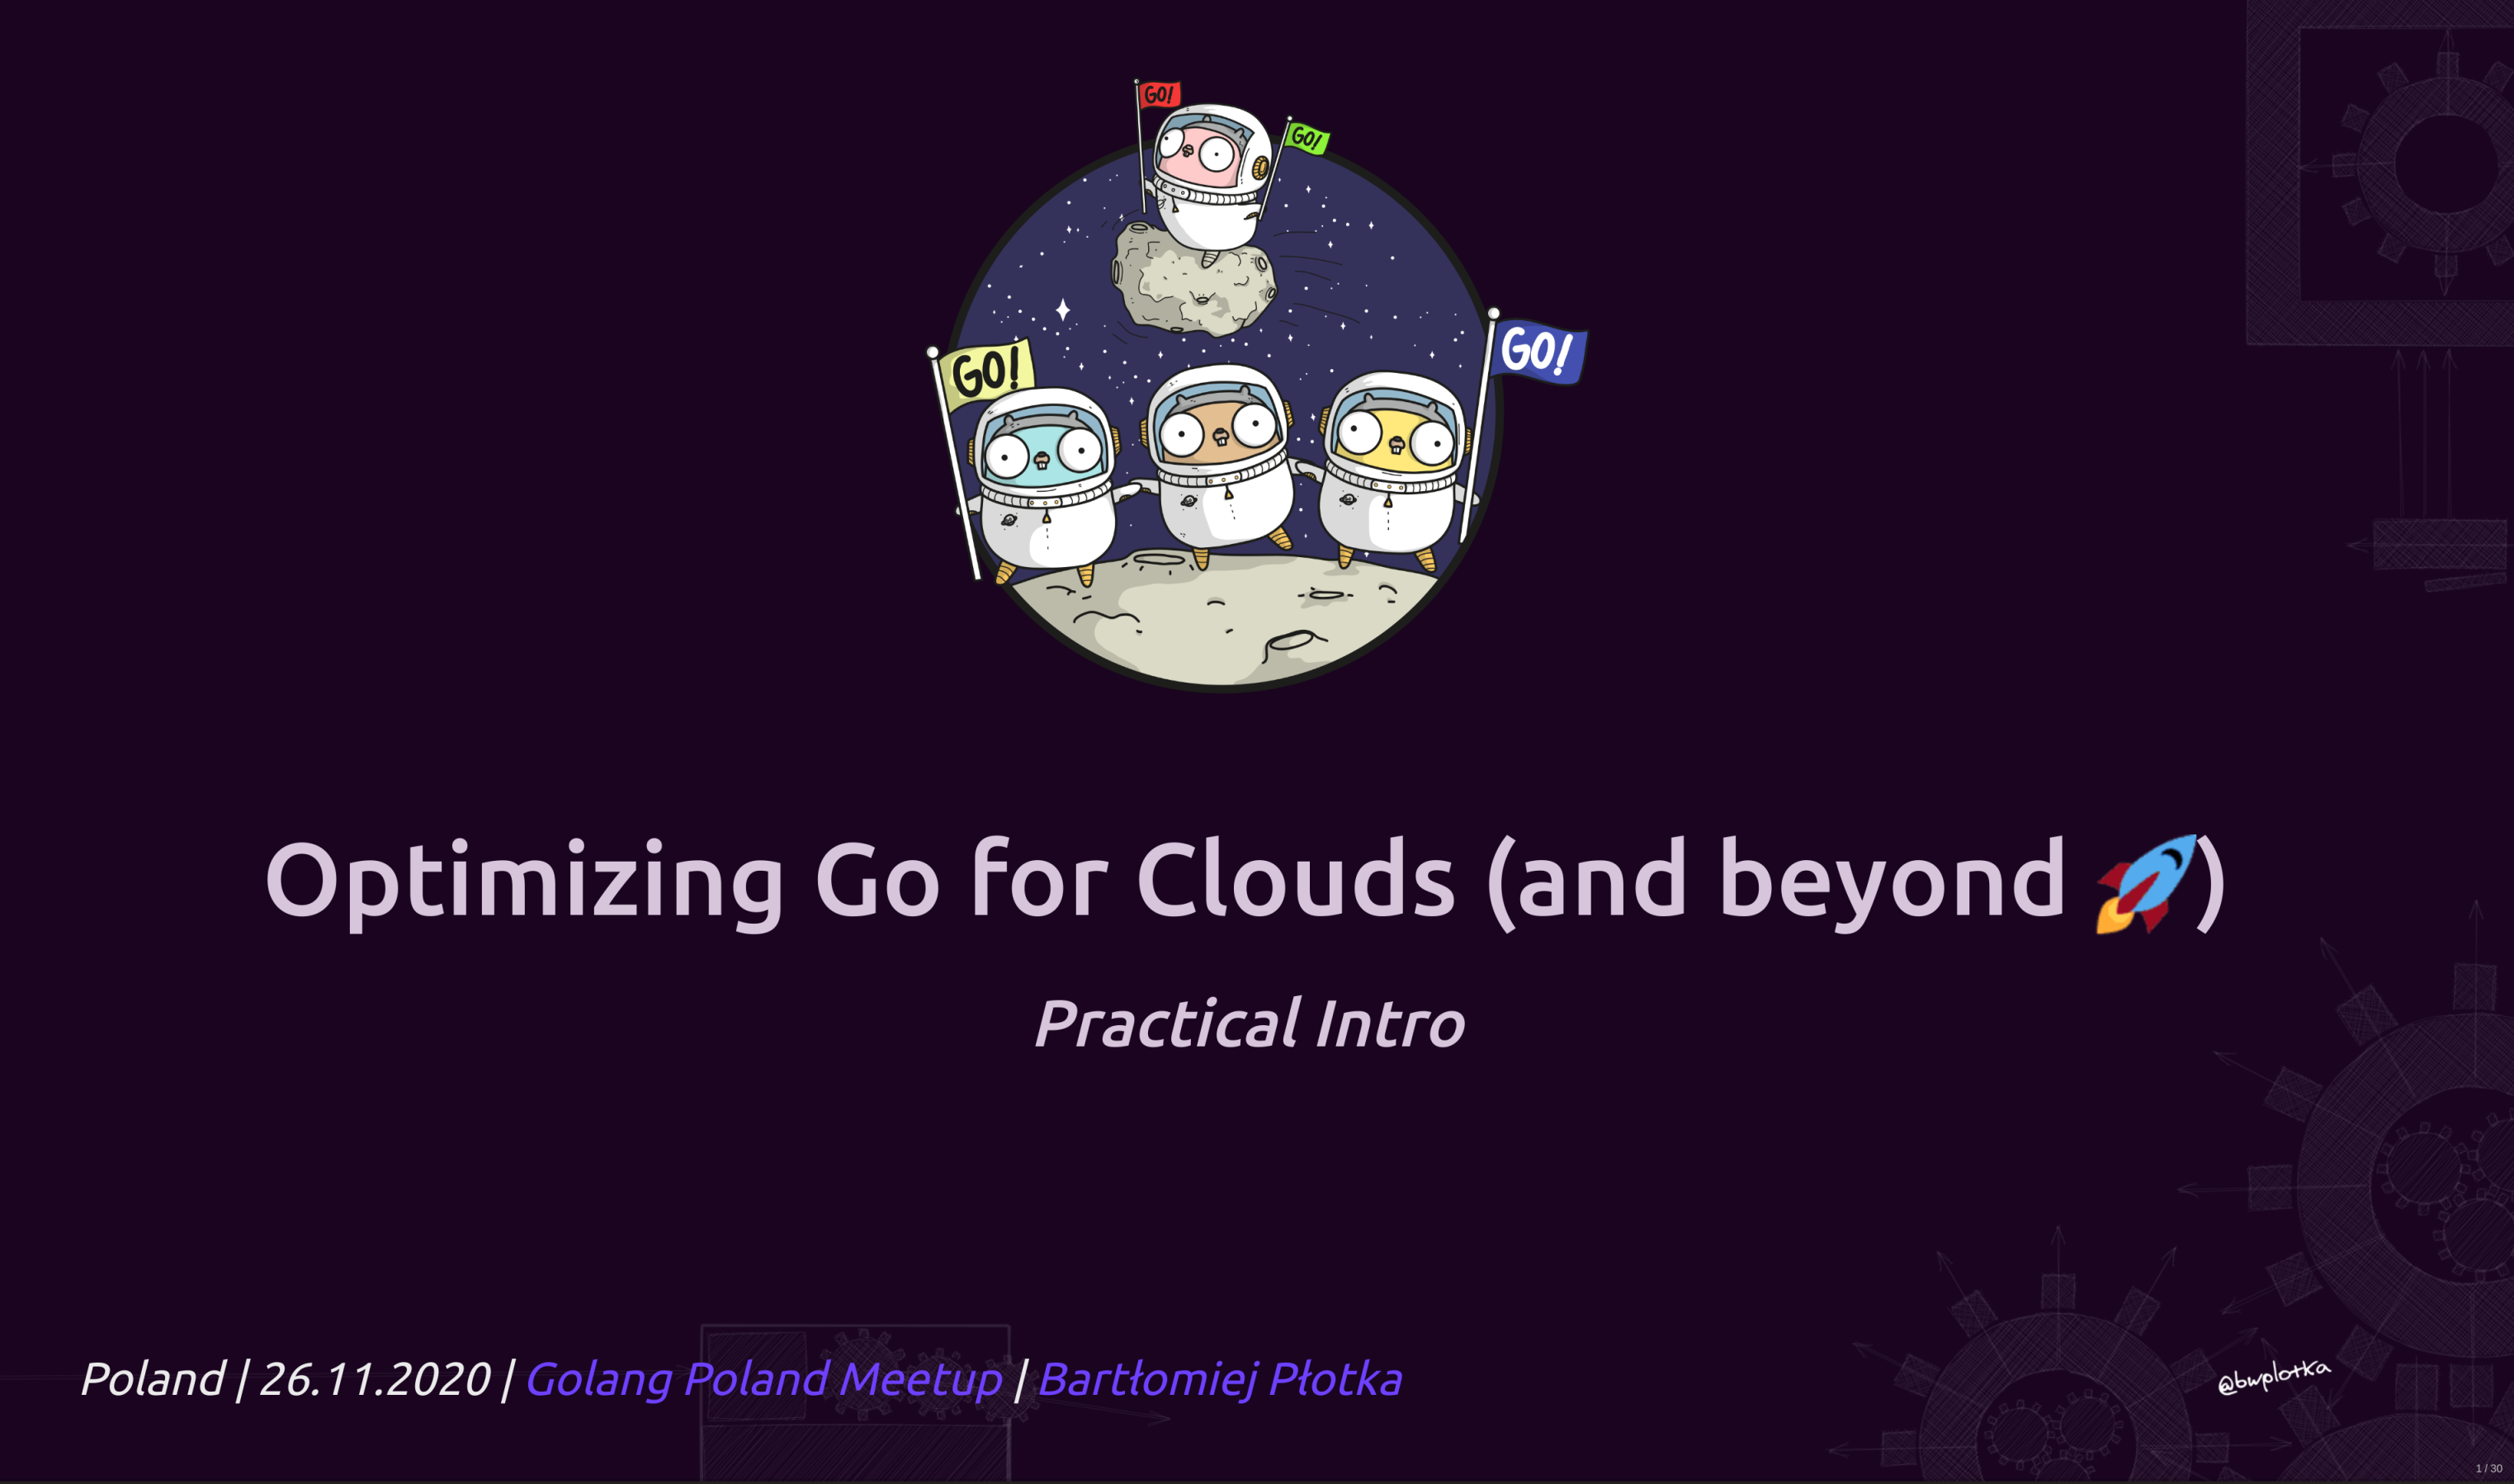 GO!
GO!
GO!
GO!
Optimizing Go for Clouds (and beyond 🚀)
Practical Intro
Poland | 26.11.2020 | Golang Poland Meetup | Bartłomiej Płotka
@bwplotka
1 / 30